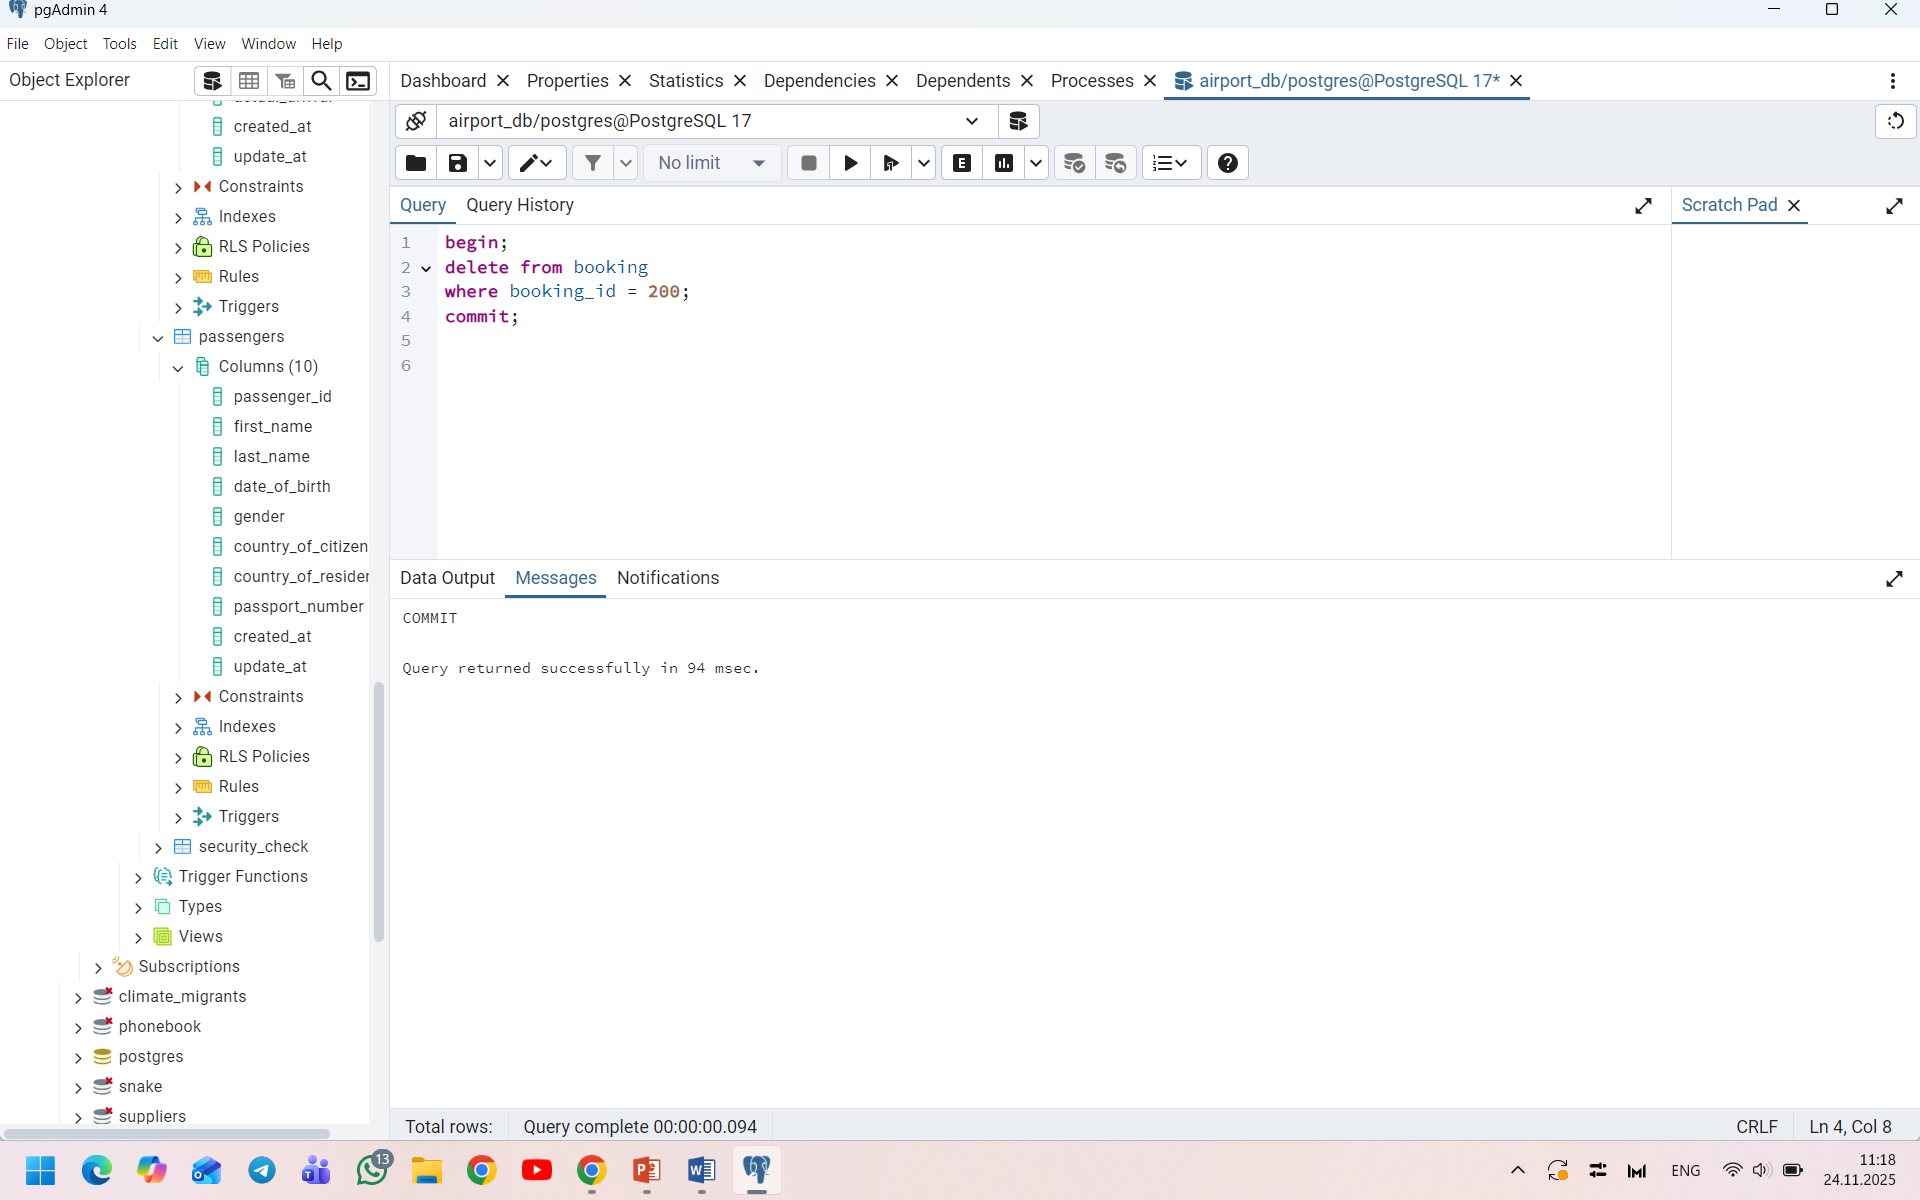 pgAdmin 4
File Object Tools Edit View Window Help
Object Explorer
Dashboard Properties Statistics Dependencies Dependents Processes airport_db/postgres@PostgreSQL 17*
airport_db/postgres@PostgreSQL 17
No limit
E
Query Query History
Scratch Pad
1 begin;
2 delete from booking
3 where booking_id = 200;
4 commit;
5
6
created_at
update_at
Constraints
Indexes
RLS Policies
Rules
Triggers
passengers
Columns (10)
passenger_id
first_name
last_name
date_of_birth
gender
country_of_citizen
country_of_resider
passport_number
created_at
update_at
Constraints
Indexes
RLS Policies
Rules
Triggers
security_check
Trigger Functions
Types
Views
Subscriptions
climate_migrants
phonebook
postgres
snake
suppliers
Data Output Messages Notifications
COMMIT
Query returned successfully in 94 msec.
Total rows: Query complete 00:00:00.094 CRLF Ln 4, Col 8
13
ENG
11:18
24.11.2025